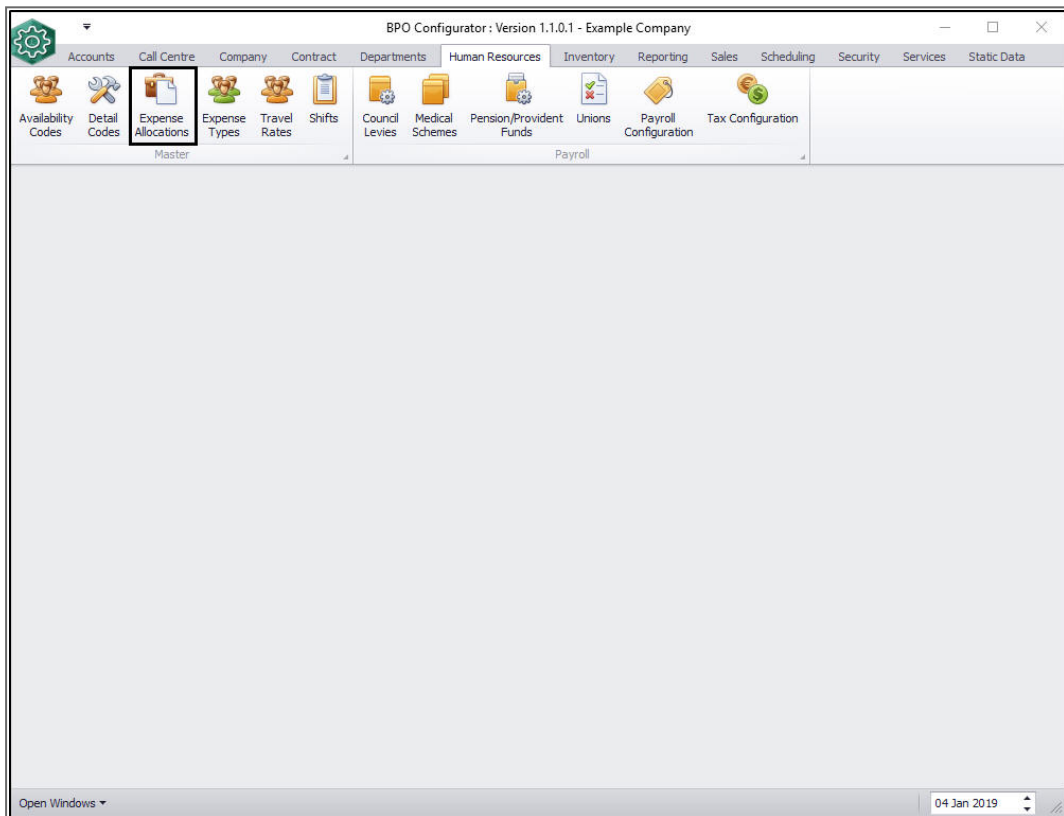 BPO Configurator : Version 1.1.0.1 - Example Company
Accounts Call Centre Company Contract Departments Human Resources Inventory Reporting Sales Scheduling Security Services Static Data
Availability Detail Expense Expense Travel Shifts Council Medical Pension/Provident Unions Payroll Tax Configuration
Codes Codes Allocations Types Rates Levies Schemes Funds Configuration
Master Payroll
Open Windows 04 Jan 2019